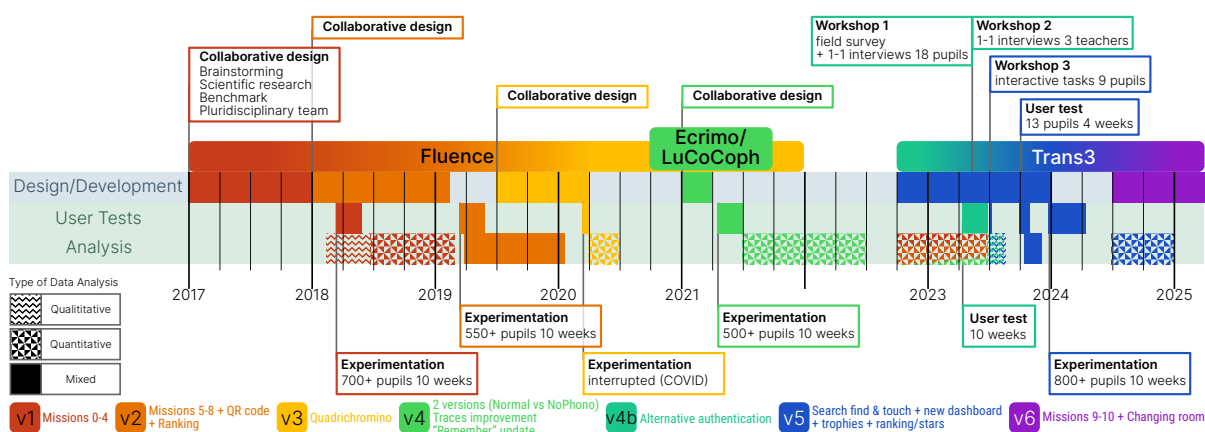 Collaborative design
Workshop 1
field survey
+ 1-1 interviews 18 pupils
Workshop 2
1-1 interviews 3 teachers
Collaborative design
Brainstorming
Scientific research
Benchmark
Pluridisciplinary team
Workshop 3
interactive tasks 9 pupils
Collaborative design
Collaborative design
User test
13 pupils 4 weeks
Fluence
Ecrimo/
LuCoCoph
Trans3
Design/Development
User Tests
Analysis
Type of Data Analysis
Qualititative
Quantitative
Mixed
2017
2018
2019
2020
2021
2023
2024
2025
Experimentation
550+ pupils 10 weeks
Experimentation
500+ pupils 10 weeks
User test
10 weeks
Experimentation
700+ pupils 10 weeks
Experimentation
interrupted (COVID)
Experimentation
800+ pupils 10 weeks
v1
Missions 0-4
v2
Missions 5-8 + QR code
+ Ranking
v3
Quadrichromino
v4
2 versions (Normal vs NoPhono)
Traces improvement
"Remember" update
v4b
Alternative authentication
v5
Search find & touch + new dashboard
+ trophies + ranking/stars
v6
Missions 9-10 + Changing room